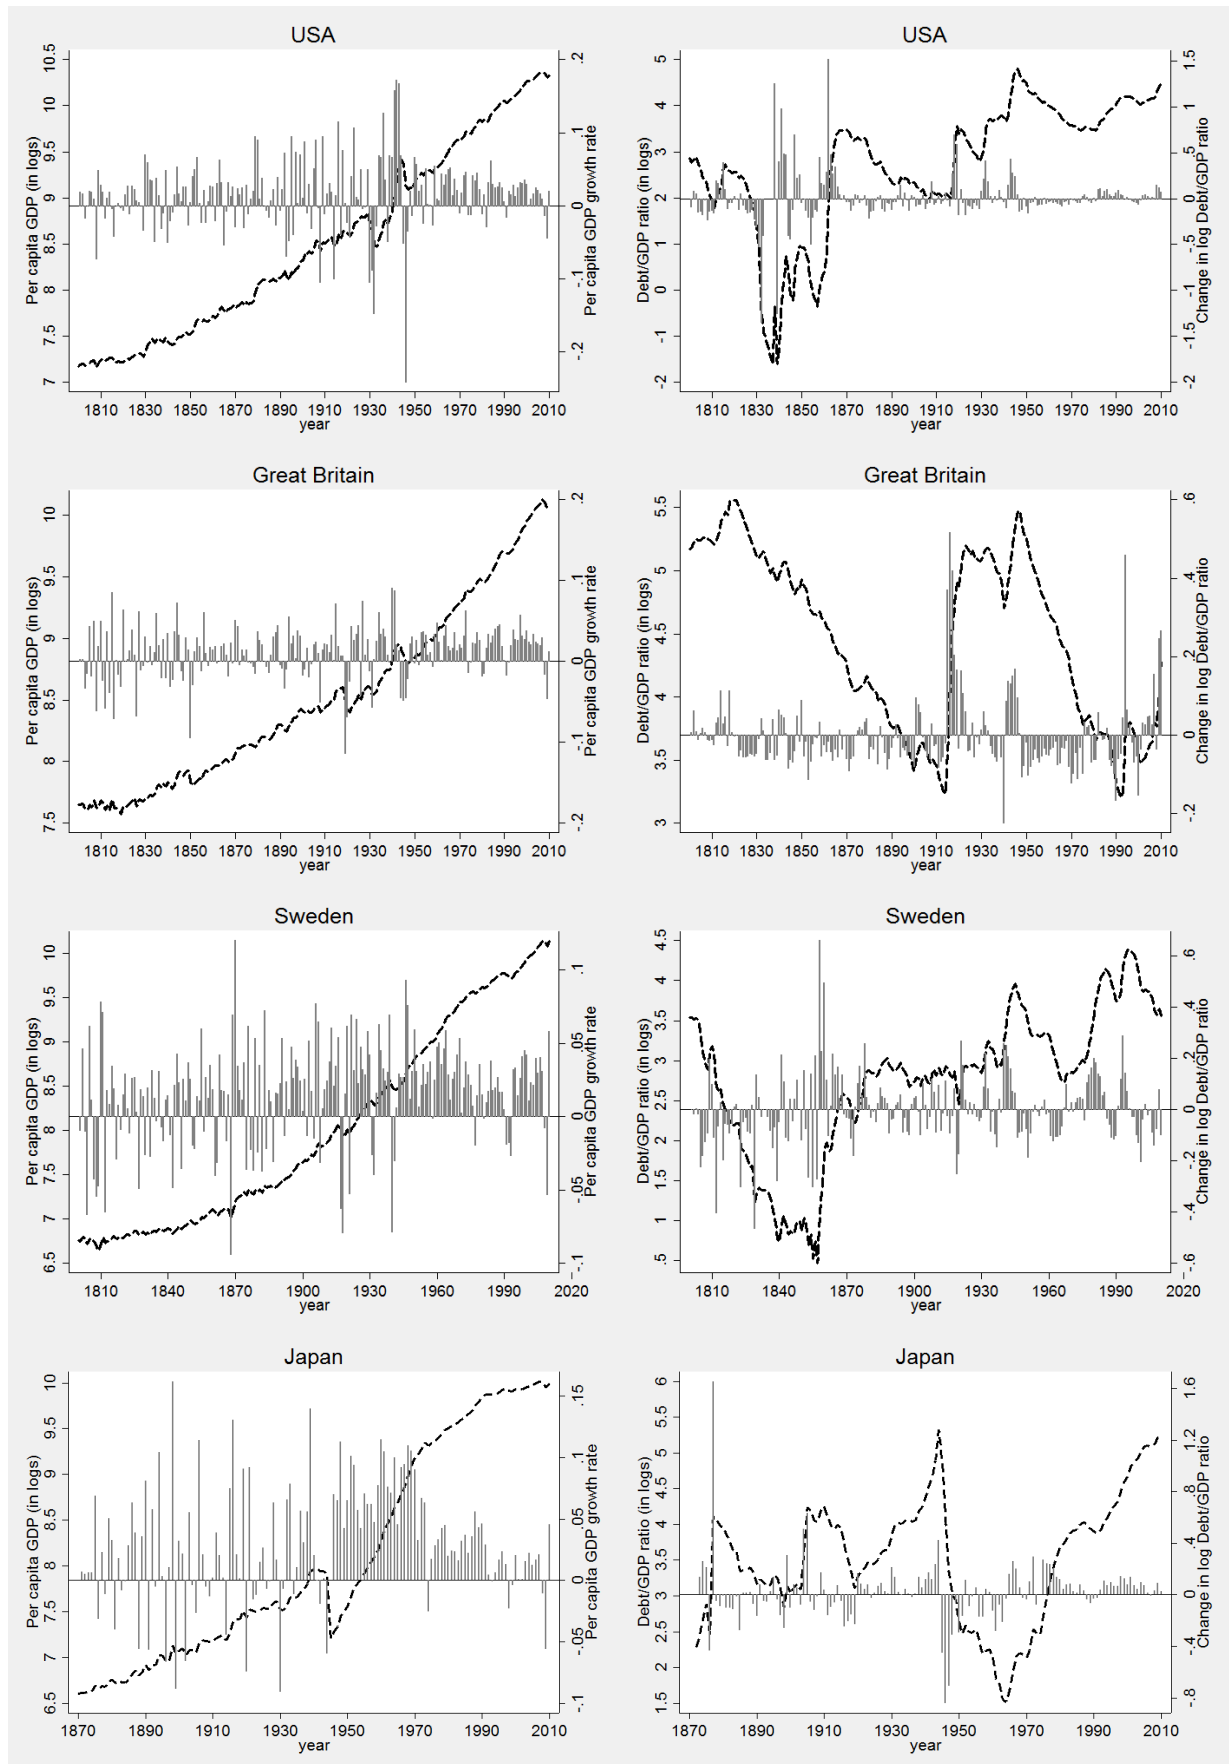 USA
Per capita GDP (in logs)
10.5
10
9.5
9
8.5
8
7.5
7
.2
.1
0
-.1
-.2
Per capita GDP growth rate
1810 1830 1850 1870 1890 1910 1930 1950 1970 1990 2010
year
USA
Debt/GDP ratio (in logs)
5
4
3
2
1
0
-1
-2
1.5
1
.5
0
-.5
-1
-1.5
-2
Change in log Debt/GDP ratio
1810 1830 1850 1870 1890 1910 1930 1950 1970 1990 2010
year
Great Britain
Per capita GDP (in logs)
10
9.5
9
8.5
8
7.5
.2
.1
0
-.1
-.2
Per capita GDP growth rate
1810 1830 1850 1870 1890 1910 1930 1950 1970 1990 2010
year
Great Britain
Debt/GDP ratio (in logs)
5.5
5
4.5
4
3.5
3
.6
.4
.2
0
-.2
Change in log Debt/GDP ratio
1810 1830 1850 1870 1890 1910 1930 1950 1970 1990 2010
year
Sweden
Per capita GDP (in logs)
10
9.5
9
8.5
8
7.5
7
6.5
.1
.05
0
-.05
-.1
Per capita GDP growth rate
1810 1840 1870 1900 1930 1960 1990 2020
year
Sweden
Debt/GDP ratio (in logs)
4.5
4
3.5
3
2.5
2
1.5
1
.5
.6
.4
.2
0
-.2
-.4
-.6
Change in log Debt/GDP ratio
1810 1840 1870 1900 1930 1960 1990 2020
year
Japan
Per capita GDP (in logs)
10
9.5
9
8.5
8
7.5
7
6.5
.15
.1
.05
0
-.05
-.1
Per capita GDP growth rate
1870 1890 1910 1930 1950 1970 1990 2010
year
Japan
Debt/GDP ratio (in logs)
6
5.5
5
4.5
4
3.5
3
2.5
2
1.5
1.6
1.2
.8
.4
0
-.4
-.8
Change in log Debt/GDP ratio
1870 1890 1910 1930 1950 1970 1990 2010
year